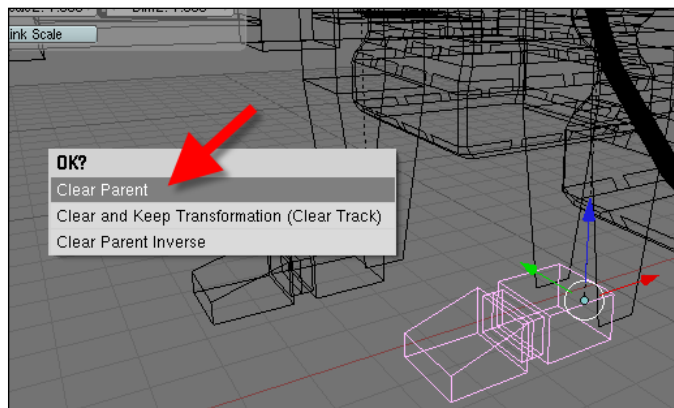 ink Scale
OK?
Clear Parent
Clear and Keep Transformation (Clear Track)
Clear Parent Inverse